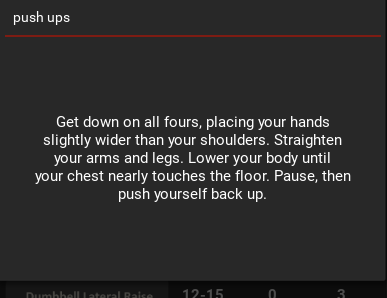 push ups
Get down on all fours, placing your hands
slightly wider than your shoulders. Straighten
your arms and legs. Lower your body until
your chest nearly touches the floor. Pause, then
push yourself back up.
Dumbbell Lateral Raise 12-15 0 3